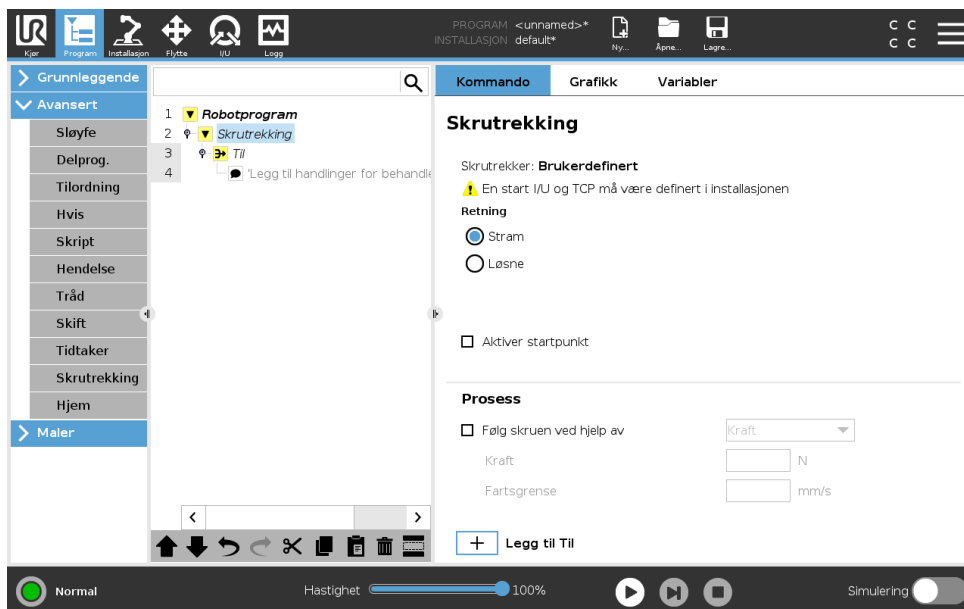 UR
Kjør
Program
Installasjon
Flytte
I/U
Logg
PROGRAM <unnamed>*
INSTALLASJON default*
Ny...
Åpne...
Lagre...
C C
C C
Grunnleggende
Avansert
Sløyfe
Delprog.
Tilordning
Hvis
Skript
Hendelse
Tråd
Skift
Tidtaker
Skrutrekking
Hjem
Maler
1 Robotprogram
2 Skrutrekking
3 Til
4 'Legg til handlinger for behandle
Kommando Grafikk Variabler
Skrutrekking
Skrutrekker: Brukerdefinert
En start I/U og TCP må være definert i installasjonen
Retning
Stram
Løsne
Aktiver startpunkt
Prosess
Følg skruen ved hjelp av Kraft
Kraft N
Fartsgrense mm/s
Legg til Til
Normal
Hastighet 100%
Simulering